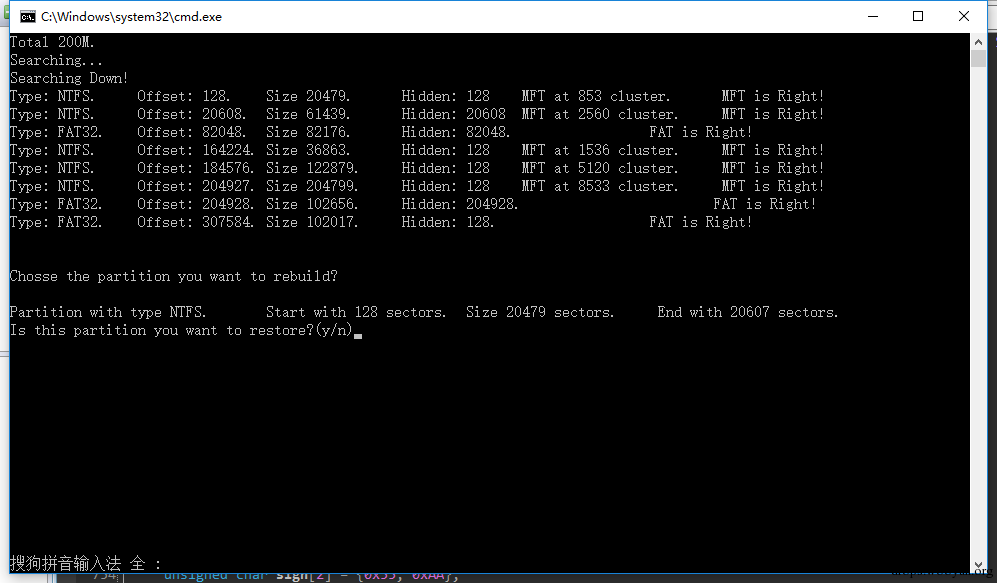 C:\Windows\system32\cmd.exe
Total 200M.
Searching...
Searching Down!
Type: NTFS. Offset: 128. Size 20479. Hidden: 128 MFT at 853 cluster. MFT is Right!
Type: NTFS. Offset: 20608. Size 61439. Hidden: 20608 MFT at 2560 cluster. MFT is Right!
Type: FAT32. Offset: 82048. Size 82176. Hidden: 82048. FAT is Right!
Type: NTFS. Offset: 164224. Size 36863. Hidden: 128 MFT at 1536 cluster. MFT is Right!
Type: NTFS. Offset: 184576. Size 122879. Hidden: 128 MFT at 5120 cluster. MFT is Right!
Type: NTFS. Offset: 204927. Size 204799. Hidden: 128 MFT at 8533 cluster. MFT is Right!
Type: FAT32. Offset: 204928. Size 102656. Hidden: 204928. FAT is Right!
Type: FAT32. Offset: 307584. Size 102017. Hidden: 128. FAT is Right!
Chosse the partition you want to rebuild?
Partition with type NTFS. Start with 128 sectors. Size 20479 sectors. End with 20607 sectors.
Is this partition you want to restore?(y/n)
搜狗拼音输入法 全 :
754 unsigned char sign[2] = {0x55, 0xAA};